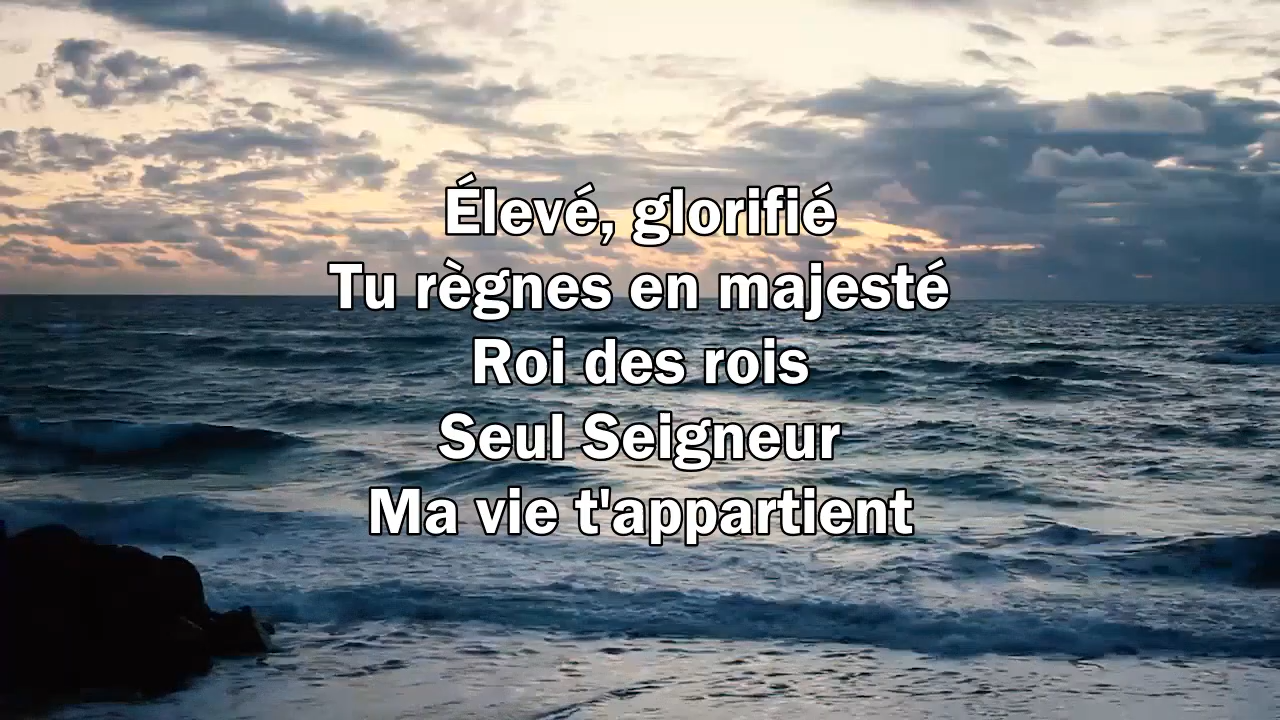 Élevé, glorifié
Tu règnes en majesté
Roi des rois
Seul Seigneur
Ma vie t'appartient